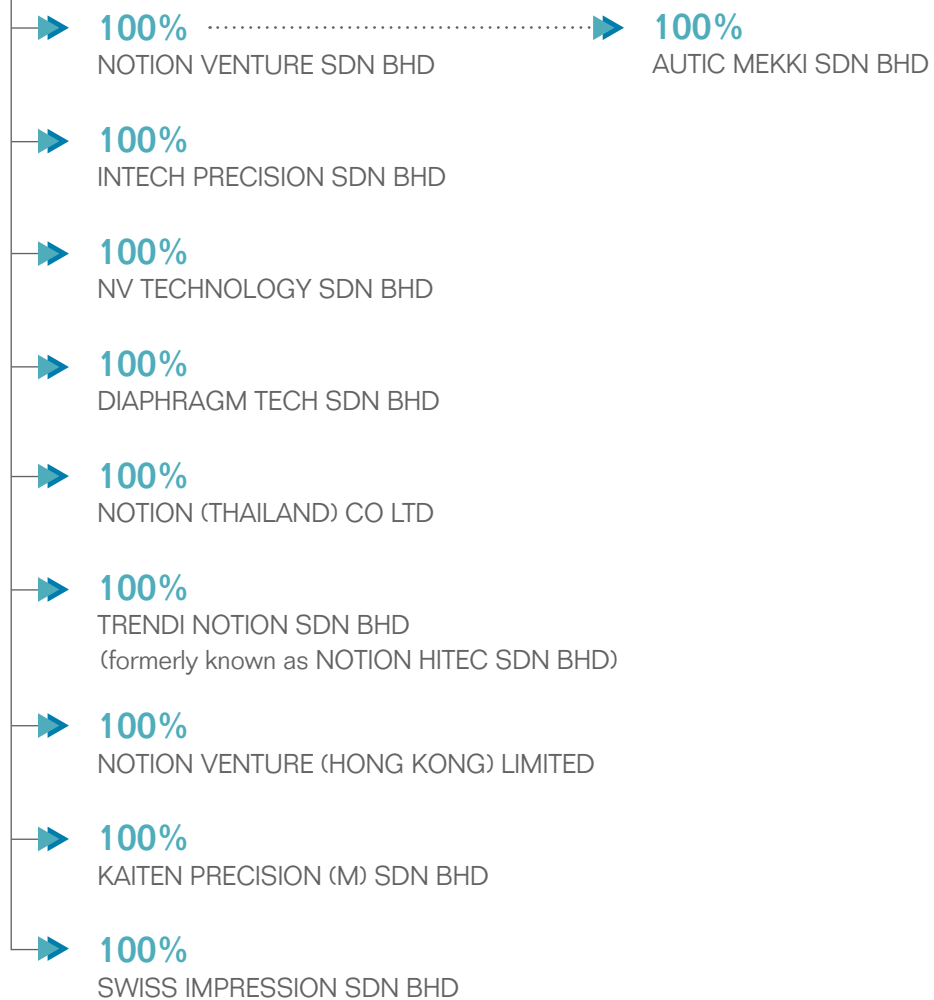 100%
NOTION VENTURE SDN BHD
100%
AUTIC MEKKI SDN BHD
100%
INTECH PRECISION SDN BHD
100%
NV TECHNOLOGY SDN BHD
100%
DIAPHRAGM TECH SDN BHD
100%
NOTION (THAILAND) CO LTD
100%
TRENDI NOTION SDN BHD
(formerly known as NOTION HITEC SDN BHD)
100%
NOTION VENTURE (HONG KONG) LIMITED
100%
KAITEN PRECISION (M) SDN BHD
100%
SWISS IMPRESSION SDN BHD